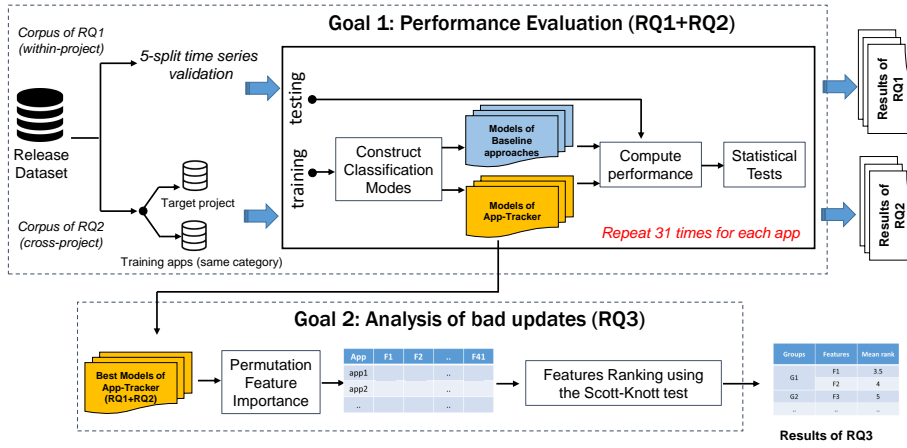 Goal 1: Performance Evaluation (RQ1+RQ2)
Corpus of RQ1
(within-project)
5-split time series
validation
Release
Dataset
Target project
Corpus of RQ2
(cross-project)
Training apps (same category)
testing
training
Construct
Classification
Modes
Models of
Baseline
approaches
Models of
App-Tracker
Compute
performance
Statistical
Tests
Repeat 31 times for each app
Results of
RQ1
Results of
RQ2
Goal 2: Analysis of bad updates (RQ3)
Best Models of
App-Tracker
(RQ1+RQ2)
Permutation
Feature
Importance
App F1 F2 .. F41
app1 ..
app2 ..
.. ..
Features Ranking using
the Scott-Knott test
Groups Features Mean rank
G1 F1 3.5
F2 4
G2 F3 5
.. .. ..
Results of RQ3